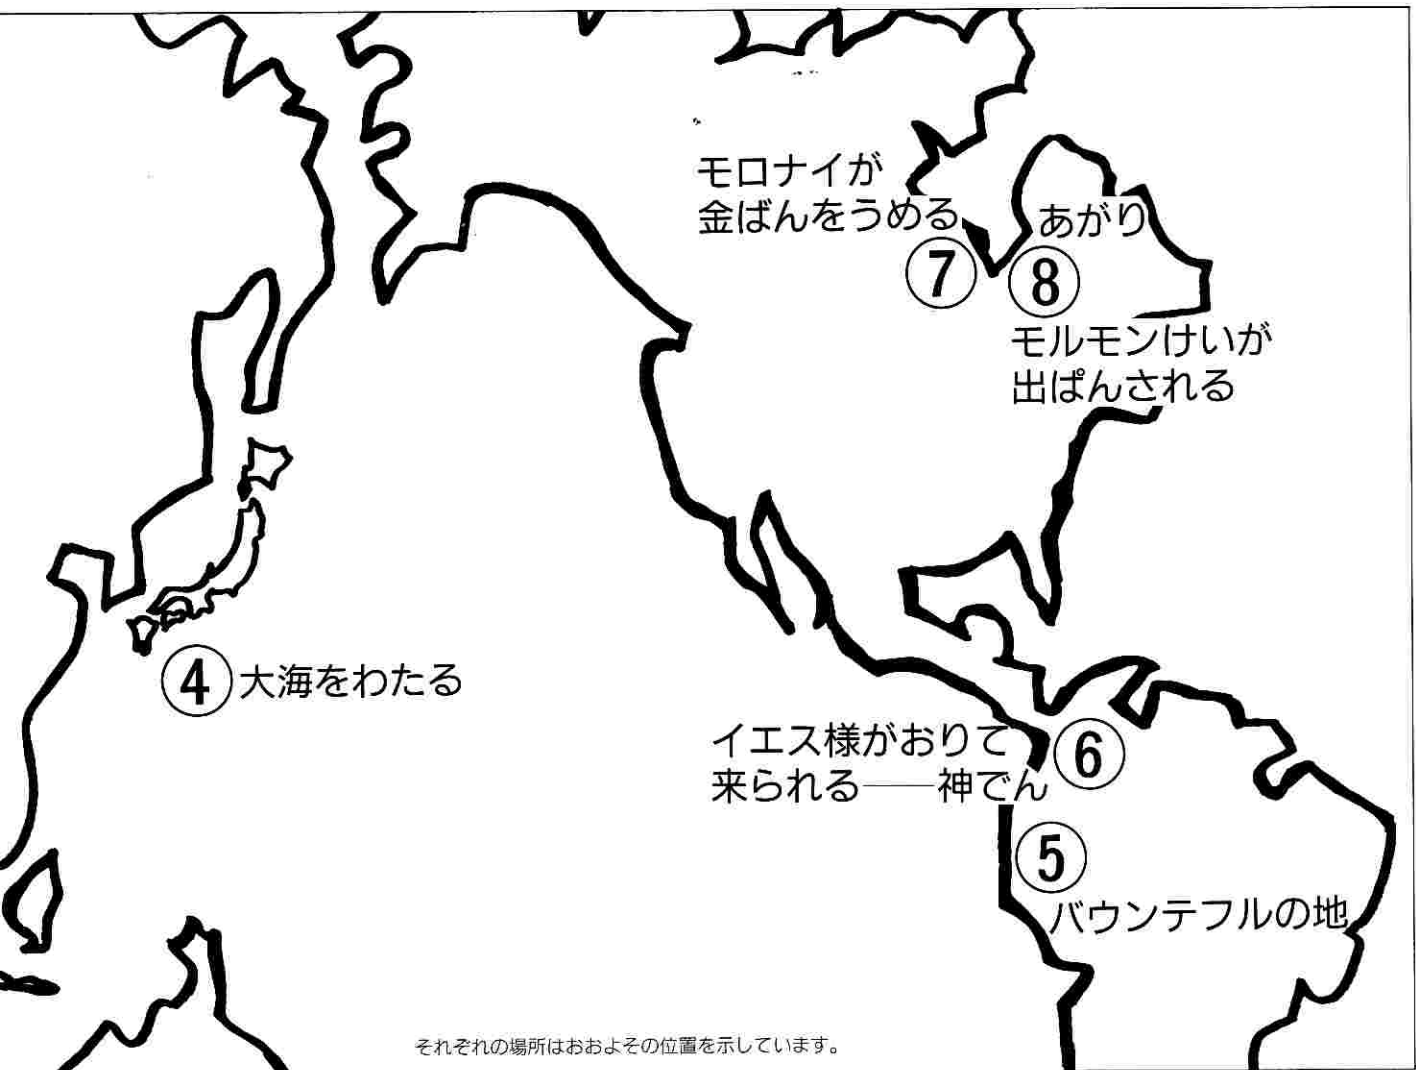 モロナイが
金ばんをうめる
⑦
あがり
⑧
モルモンけいが
出ぱんされる
④大海をわたる
イエス様がおりて
来られる――神でん
⑥
⑤
バウンテフルの地
それぞれの場所はおおよその位置を示しています。